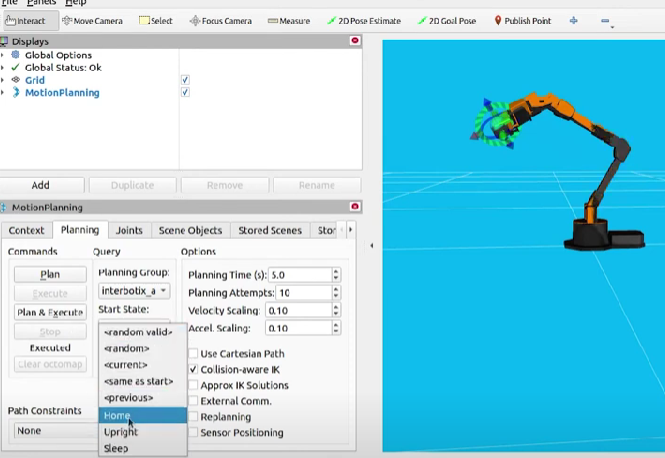 File Panels Help
Interact Move Camera Select Focus Camera Measure 2D Pose Estimate 2D Goal Pose Publish Point
Displays
Global Options
Global Status: Ok
Grid
MotionPlanning
Add Duplicate Remove Rename
MotionPlanning
Context Planning Joints Scene Objects Stored Scenes Stor
Commands Query Options
Plan
Execute
Plan & Execute
Stop
Executed
Clear octomap
Planning Group:
interbotix_a
Start State:
<random valid>
<random>
<current>
<same as start>
<previous>
Home
Upright
Sleep
Planning Time (s): 5.0
Planning Attempts: 10
Velocity Scaling: 0.10
Accel. Scaling: 0.10
Use Cartesian Path
Collision-aware IK
Approx IK Solutions
External Comm.
Replanning
Sensor Positioning
Path Constraints
None